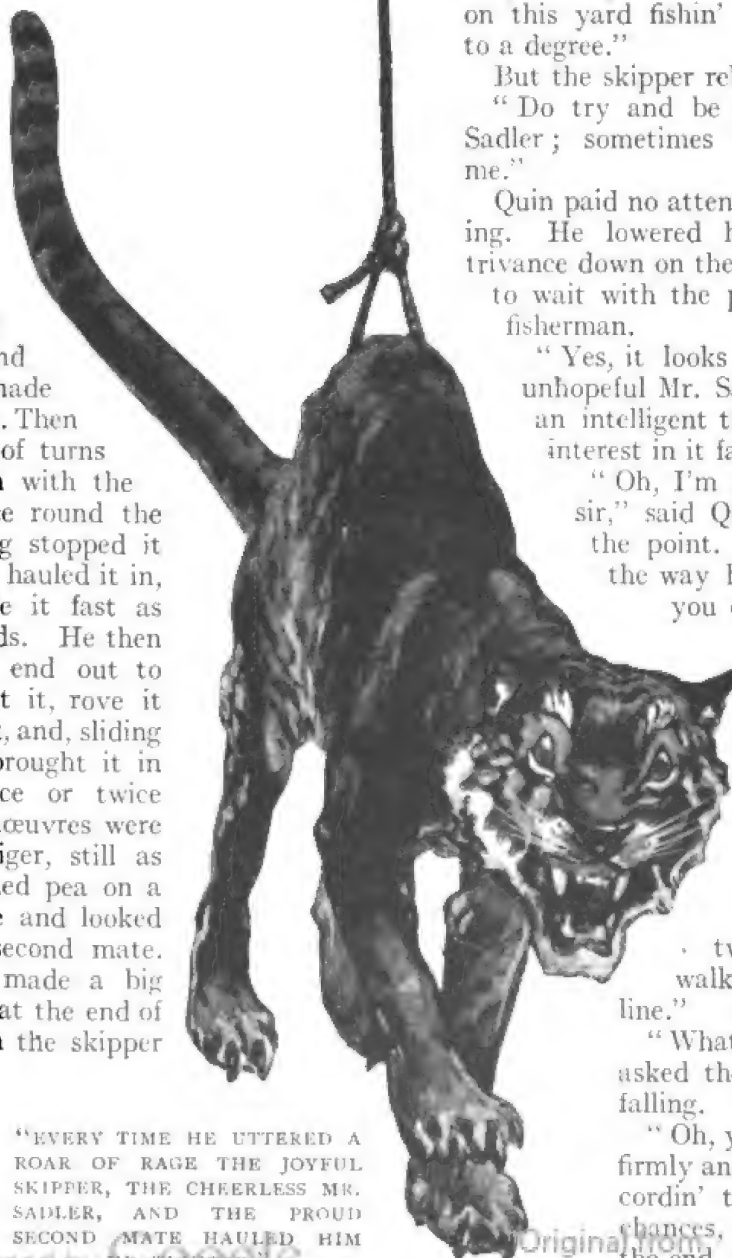 nd
nade
. Then
of turns
with the
e round the
g stopped it
hauled it in,
e it fast as
ds. He then
end out to
t it, rove it
, and, sliding
brought it in
ce or twice
œuvres were
iger, still as
ed pea on a
e and looked
second mate.
made a big
at the end of
the skipper
"EVERY TIME HE UTTERED A
ROAR OF RAGE THE JOYFUL
SKIPPER, THE CHEERLESS MR.
SADLER, AND THE PROUD
SECOND MATE HAULED HIM
on this yard fishin'
to a degree."
But the skipper re
"Do try and be
Sadler; sometimes
me."
Quin paid no atten
ing. He lowered h
trivance down on the
to wait with the p
fisherman.
"Yes, it looks
unhopeful Mr. S
an intelligent t
interest in it fa
"Oh, I'm
sir," said Q
the point.
the way h
you
tw
walk
line."
"What
asked the
falling.
"Oh, y
firmly an
cordin' t
chances,
the end
Original from